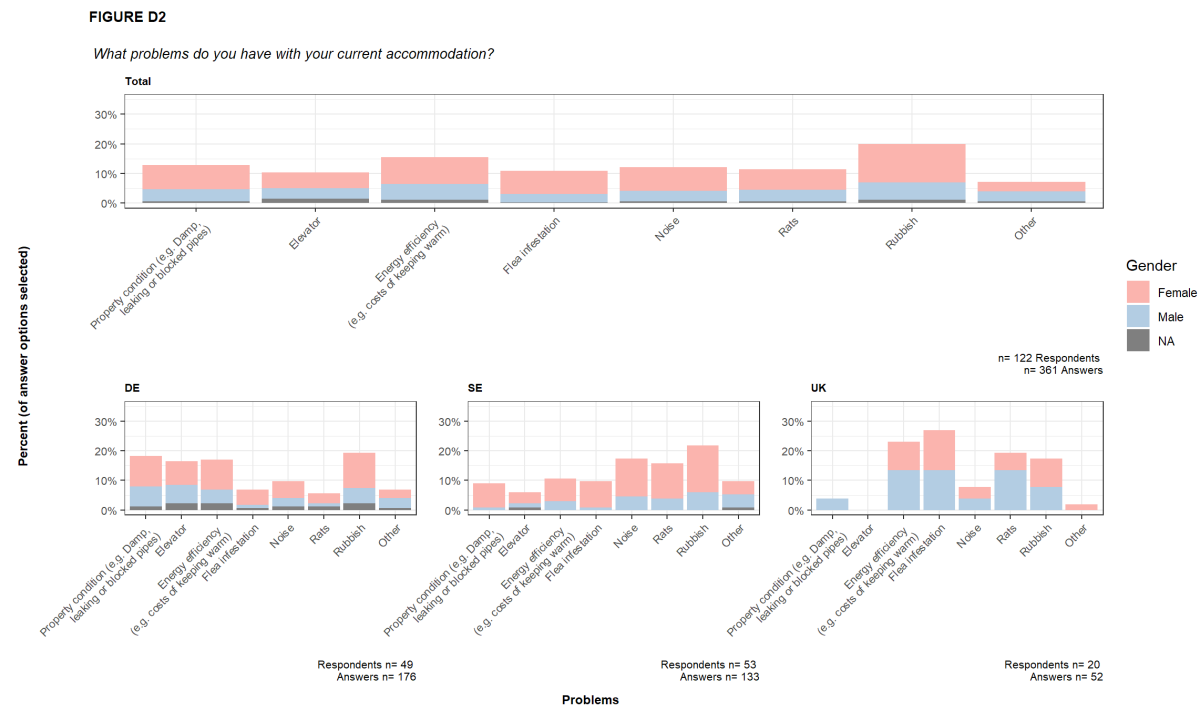 FIGURE D2
What problems do you have with your current accommodation?
Total
30%
20%
10%
0%
Property condition (e.g. Damp,
leaking or blocked pipes)
Elevator
Energy efficiency
(e.g. costs of keeping warm)
Flea infestation
Noise
Rats
Rubbish
Other
Percent (of answer options selected)
Gender
Female
Male
NA
n= 122 Respondents
n= 361 Answers
DE
30%
20%
10%
0%
Property condition (e.g. Damp,
leaking or blocked pipes)
Elevator
Energy efficiency
(e.g. costs of keeping warm)
Flea infestation
Noise
Rats
Rubbish
Other
Respondents n= 49
Answers n= 176
SE
30%
20%
10%
0%
Property condition (e.g. Damp,
leaking or blocked pipes)
Elevator
Energy efficiency
(e.g. costs of keeping warm)
Flea infestation
Noise
Rats
Rubbish
Other
Respondents n= 53
Answers n= 133
UK
30%
20%
10%
0%
Property condition (e.g. Damp,
leaking or blocked pipes)
Elevator
Energy efficiency
(e.g. costs of keeping warm)
Flea infestation
Noise
Rats
Rubbish
Other
Respondents n= 20
Answers n= 52
Problems